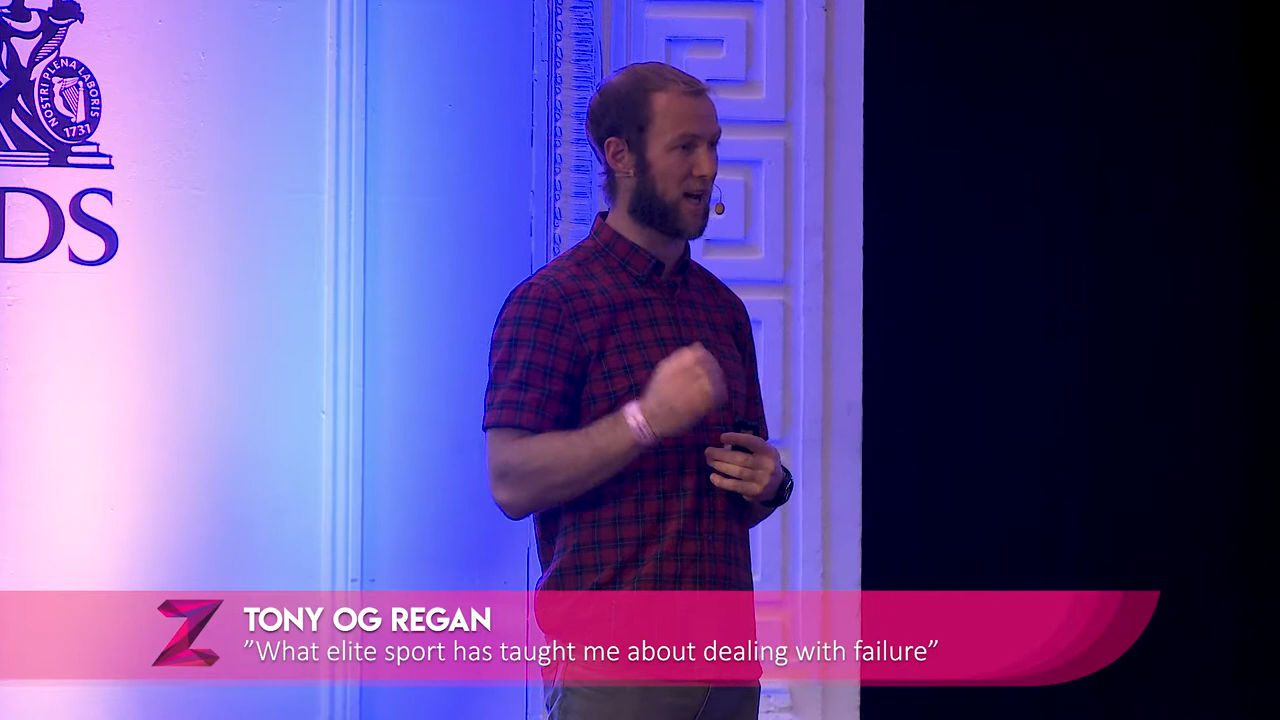 NOSTRI PLENA LABORIS
1731
DS
TONY OG REGAN
”What elite sport has taught me about dealing with failure”